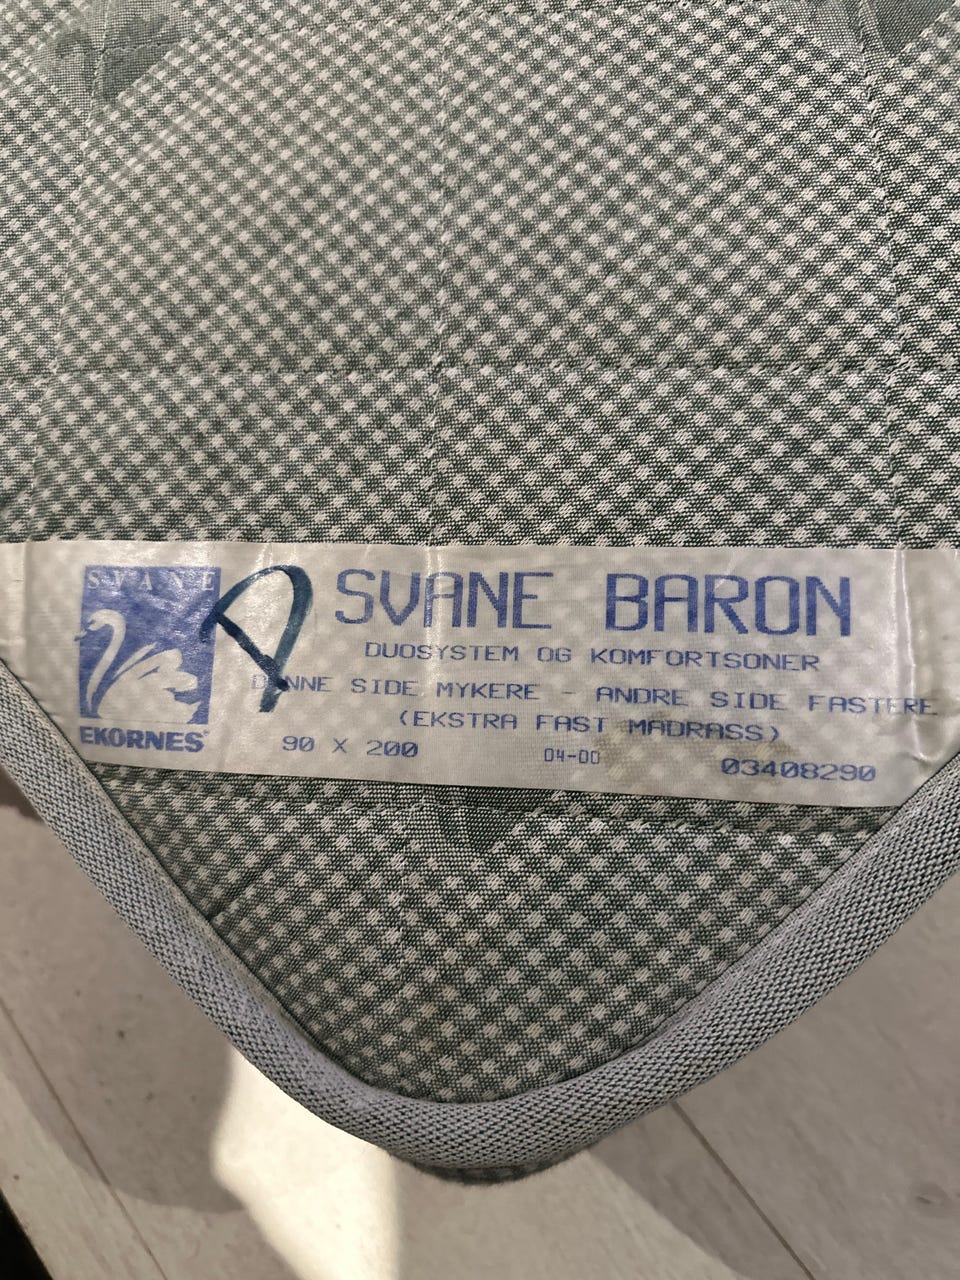 SVANE
EKORNES
A
SVANE BARON
DUOSYSTEM OG KOMFORTSONER
DENNE SIDE MYKERE - ANDRE SIDE FASTERE
(EKSTRA FAST MADRASS)
90 X 200 04-00 03408290